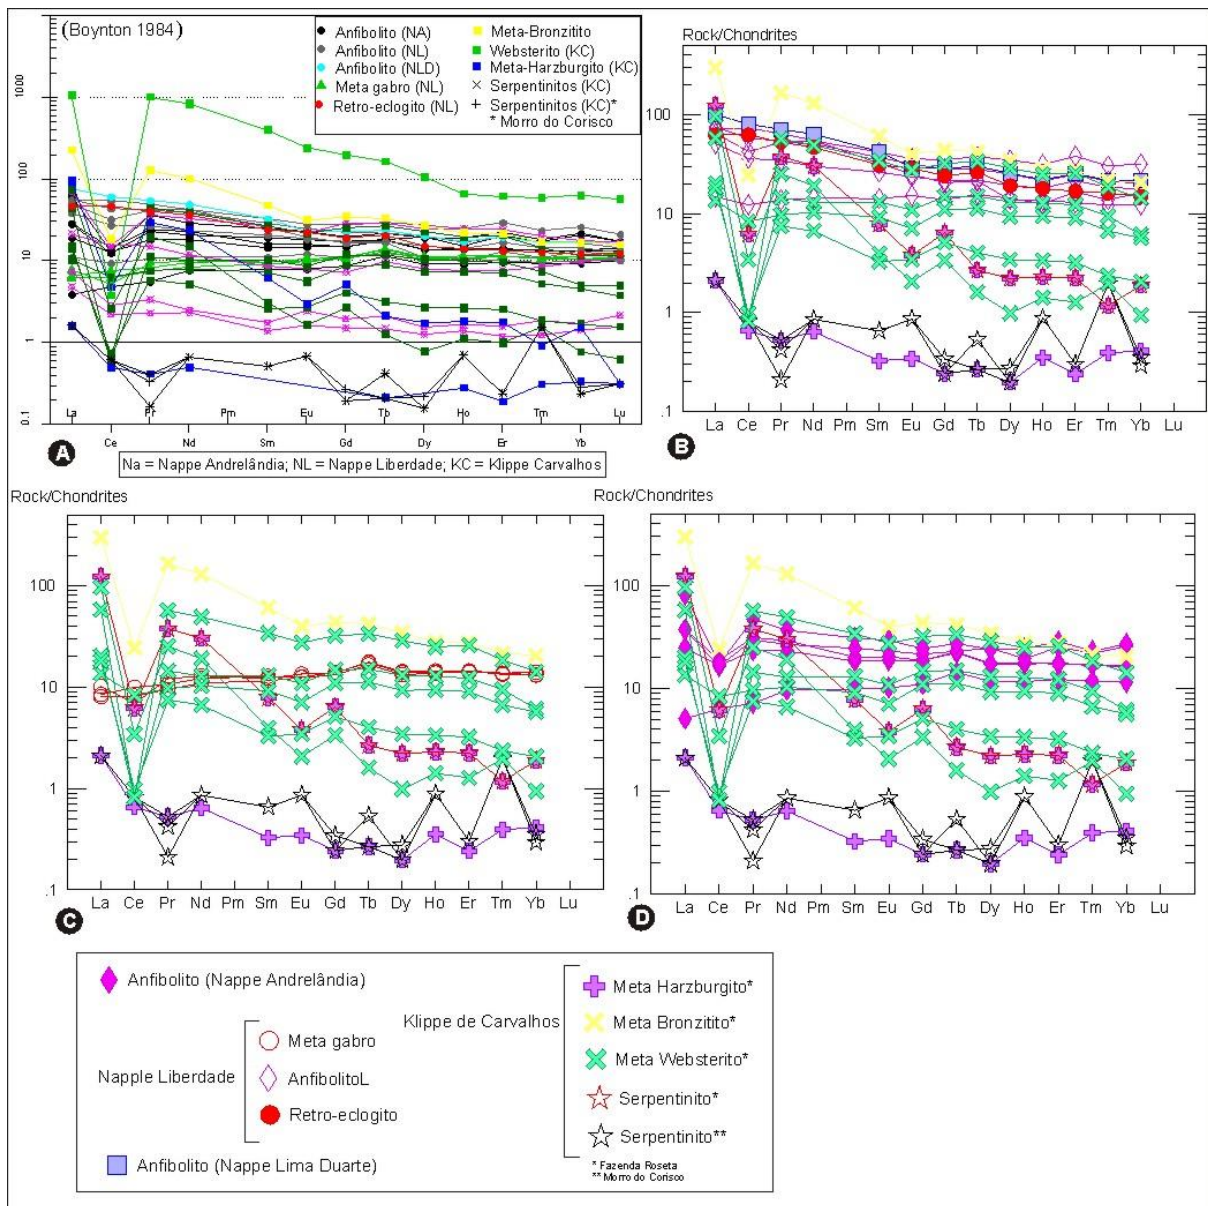 (Boynton 1984)
Anfibolito (NA)
Anfibolito (NL)
Anfibolito (NLD)
Meta gabro (NL)
Retro-eclogito (NL)
Meta-Bronzitito
Websterito (KC)
Meta-Harzburgito (KC)
Serpentinitos (KC)
Serpentinitos (KC)*
* Morro do Corisco
1000
100
10
1
0.1
La Pr Pm Eu Tb Ho Tm Lu
Ce Nd Sm Gd Dy Er Yb
A
Na = Nappe Andrelândia; NL = Nappe Liberdade; KC = Klippe Carvalhos
Rock/Chondrites
100
10
1
.1
La Ce Pr Nd Pm Sm Eu Gd Tb Dy Ho Er Tm Yb Lu
B
Rock/Chondrites
100
10
1
.1
La Ce Pr Nd Pm Sm Eu Gd Tb Dy Ho Er Tm Yb Lu
C
Rock/Chondrites
100
10
1
.1
La Ce Pr Nd Pm Sm Eu Gd Tb Dy Ho Er Tm Yb Lu
D
Anfibolito (Nappe Andrelândia)
Napple Liberdade
Meta gabro
AnfibolitoL
Retro-eclogito
Anfibolito (Nappe Lima Duarte)
Klippe de Carvalhos
Meta Harzburgito*
Meta Bronzitito*
Meta Websterito*
Serpentinito*
Serpentinito**
* Fazenda Roseta
** Morro do Corisco